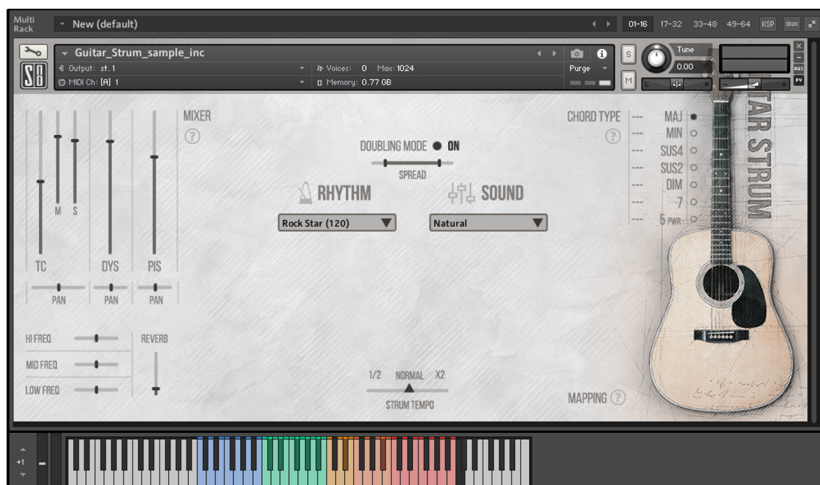 Multi
Rack
New (default)
01-16 17-32 33-48 49-64 KSP aux
Guitar_Strum_sample_inc
Output: st. 1
Voices: 0 Max: 1024
Purge
MIDI Ch: [A] 1
Memory: 0.77 GB
S
M
Tune
0.00
AUX
PV
MIXER
CHORD TYPE
--- MAJ
--- MIN
--- SUS4
--- SUS2
--- DIM
--- 7
--- 5 PWR
TAR STRUM
DOUBLING MODE ON
SPREAD
RHYTHM
SOUND
Rock Star (120)
Natural
M S
TC DYS PIS
PAN PAN PAN
HI FREQ
REVERB
MID FREQ
LOW FREQ
1/2 NORMAL X2
STRUM TEMPO
MAPPING ?
+1